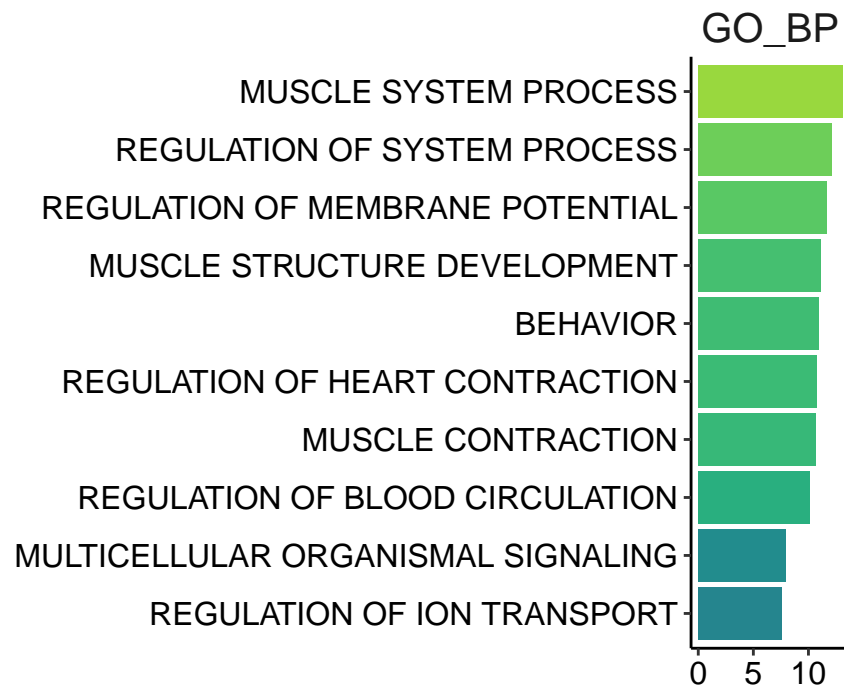 GO_BP
MUSCLE SYSTEM PROCESS
REGULATION OF SYSTEM PROCESS
REGULATION OF MEMBRANE POTENTIAL
MUSCLE STRUCTURE DEVELOPMENT
BEHAVIOR
REGULATION OF HEART CONTRACTION
MUSCLE CONTRACTION
REGULATION OF BLOOD CIRCULATION
MULTICELLULAR ORGANISMAL SIGNALING
REGULATION OF ION TRANSPORT
0 5 10